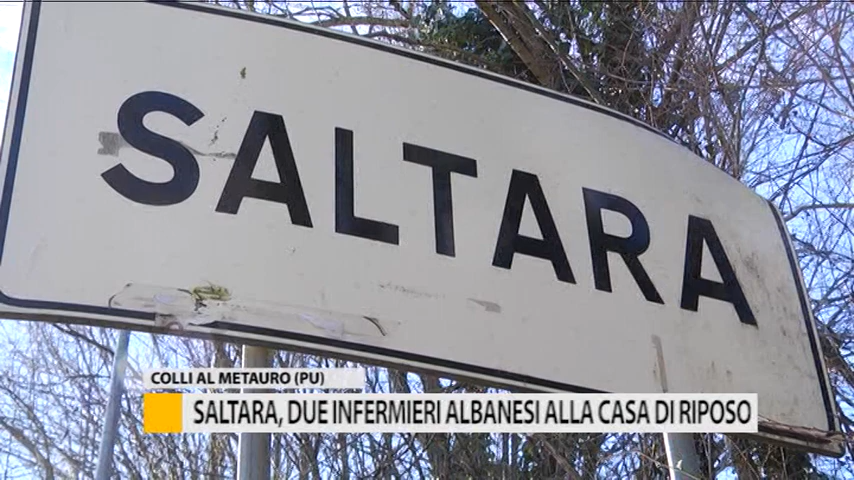 SALTARA
COLLI AL METAURO (PU)
SALTARA, DUE INFERMIERI ALBANESI ALLA CASA DI RIPOSO